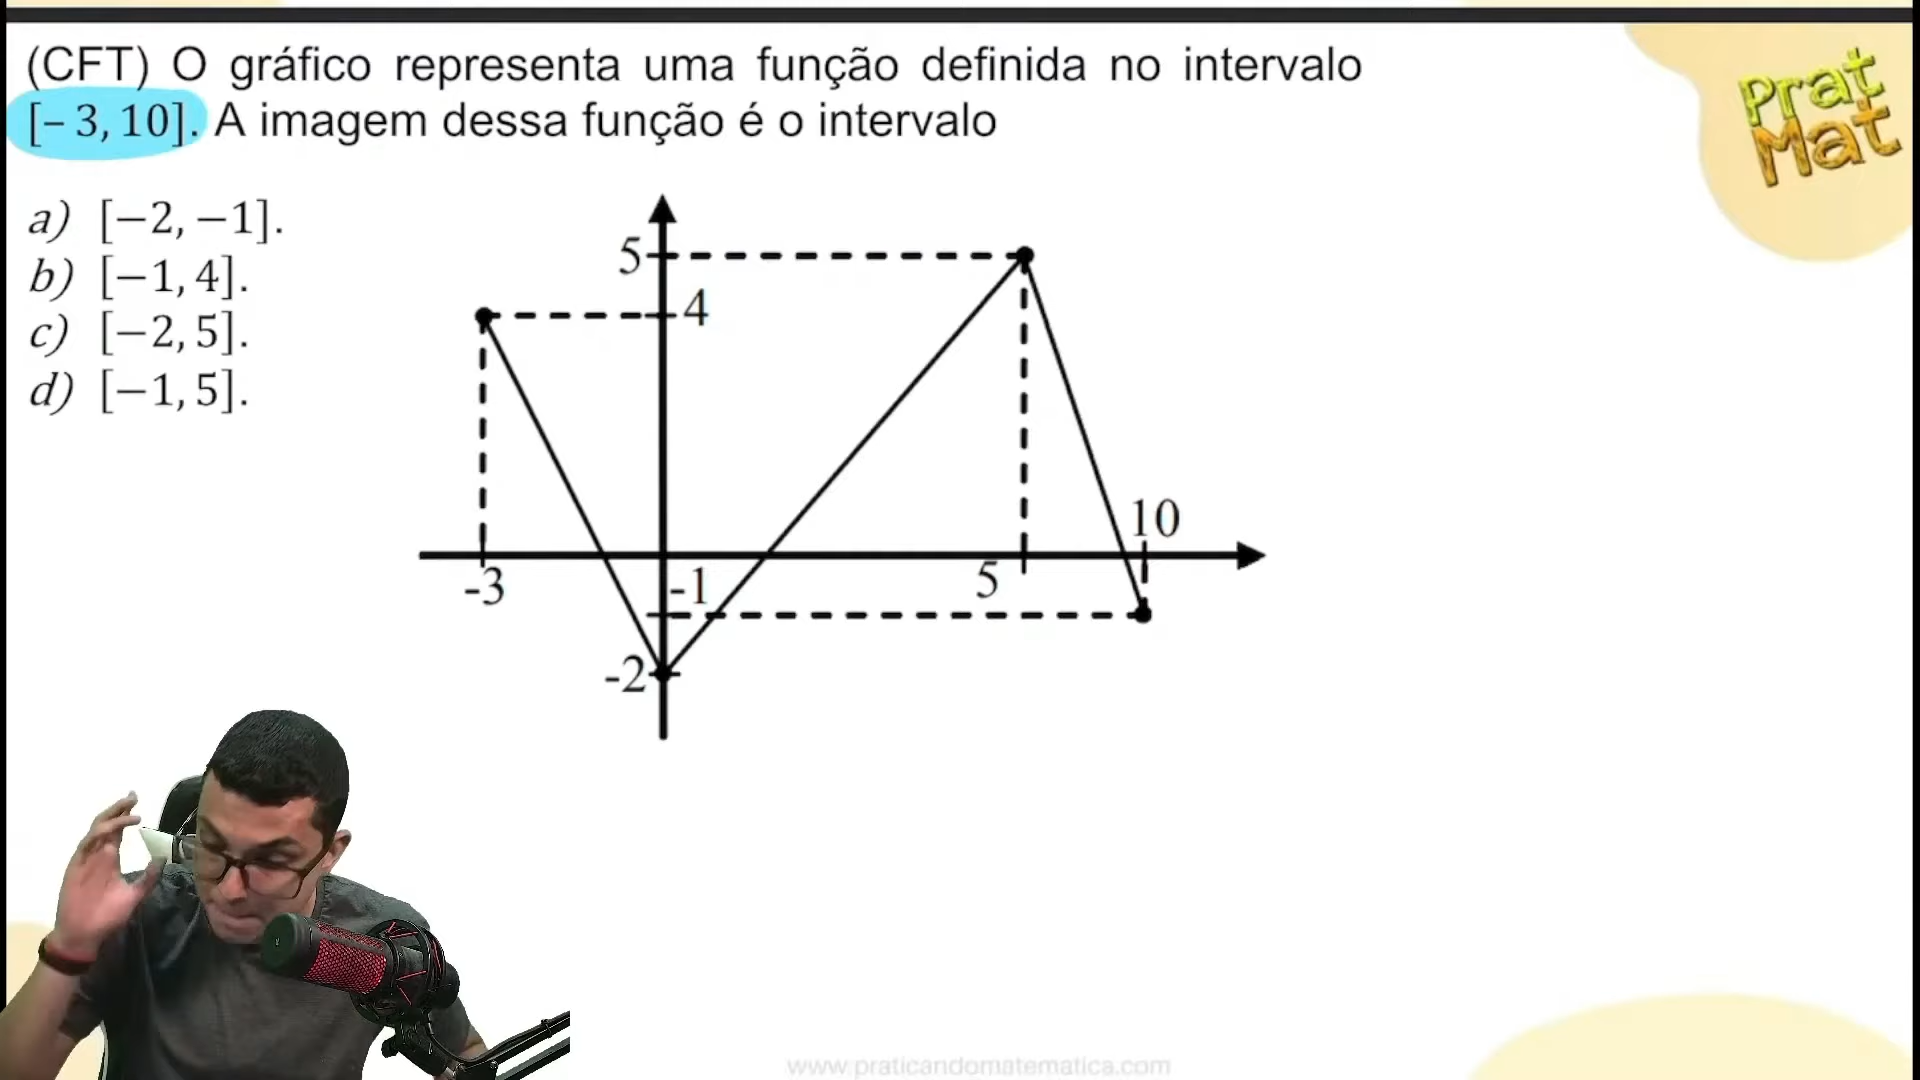 (CFT) O gráfico representa uma função definida no intervalo
[– 3, 10]. A imagem dessa função é o intervalo
Prat
Mat
a) [−2, −1].
b) [−1, 4].
c) [−2, 5].
d) [−1, 5].
5
4
10
-3
-1
5
-2
www.praticandomatematica.com